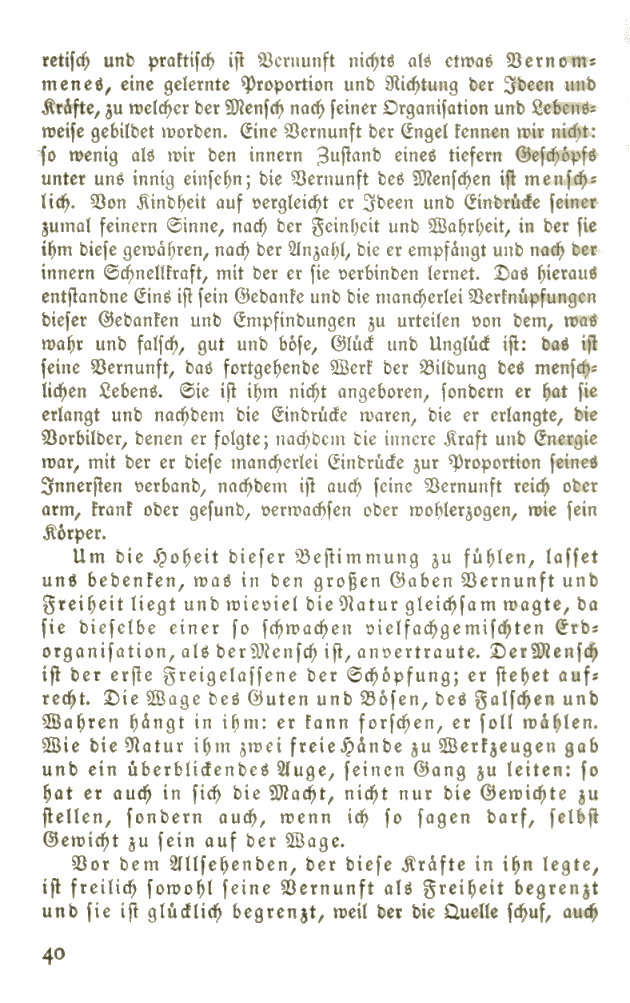 retisch und praktisch ist Vernunft nichts als etwas Vernom-
menes, eine gelernte Proportion und Richtung der Ideen und
Kräfte, zu welcher der Mensch nach seiner Organisation und Lebens-
weise gebildet worden. Eine Vernunft der Engel kennen wir nicht:
so wenig als wir den innern Zustand eines tiefern Geschöpfs
unter uns innig einsehn; die Vernunft des Menschen ist mensch-
lich. Von Kindheit auf vergleicht er Ideen und Eindrücke seiner
zumal feinern Sinne, nach der Feinheit und Wahrheit, in der sie
ihm diese gewähren, nach der Anzahl, die er empfängt und nach der
innern Schnellkraft, mit der er sie verbinden lernet. Das hieraus
entstandne Eins ist sein Gedanke und die mancherlei Verknüpfungen
dieser Gedanken und Empfindungen zu urteilen von dem, was
wahr und falsch, gut und böse, Glück und Unglück ist: das ist
seine Vernunft, das fortgehende Werk der Bildung des mensch-
lichen Lebens. Sie ist ihm nicht angeboren, sondern er hat sie
erlangt und nachdem die Eindrücke waren, die er erlangte, die
Vorbilder, denen er folgte; nachdem die innere Kraft und Energie
war, mit der er diese mancherlei Eindrücke zur Proportion seines
Innersten verband, nachdem ist auch seine Vernunft reich oder
arm, krank oder gesund, verwachsen oder wohlerzogen, wie sein
Körper.
Um die Hoheit dieser Bestimmung zu fühlen, lasset
uns bedenken, was in den großen Gaben Vernunft und
Freiheit liegt und wieviel die Natur gleichsam wagte, da
sie dieselbe einer so schwachen vielfachgemischten Erd-
organisation, als der Mensch ist, anvertraute. Der Mensch
ist der erste Freigelassene der Schöpfung; er stehet auf-
recht. Die Wage des Guten und Bösen, des Falschen und
Wahren hängt in ihm: er kann forschen, er soll wählen.
Wie die Natur ihm zwei freie Hände zu Werkzeugen gab
und ein überblickendes Auge, seinen Gang zu leiten: so
hat er auch in sich die Macht, nicht nur die Gewichte zu
stellen, sondern auch, wenn ich so sagen darf, selbst
Gewicht zu sein auf der Wage.
Vor dem Allsehenden, der diese Kräfte in ihn legte,
ist freilich sowohl seine Vernunft als Freiheit begrenzt
und sie ist glücklich begrenzt, weil der die Quelle schuf, auch
40